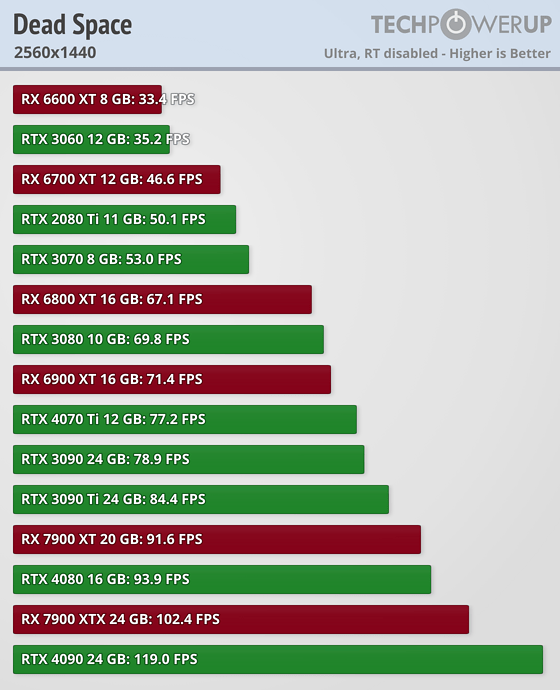 Dead Space
TECHPOWERUP
2560x1440
Ultra, RT disabled - Higher is Better
RX 6600 XT 8 GB: 33.4 FPS
RTX 3060 12 GB: 35.2 FPS
RX 6700 XT 12 GB: 46.6 FPS
RTX 2080 Ti 11 GB: 50.1 FPS
RTX 3070 8 GB: 53.0 FPS
RX 6800 XT 16 GB: 67.1 FPS
RTX 3080 10 GB: 69.8 FPS
RX 6900 XT 16 GB: 71.4 FPS
RTX 4070 Ti 12 GB: 77.2 FPS
RTX 3090 24 GB: 78.9 FPS
RTX 3090 Ti 24 GB: 84.4 FPS
RX 7900 XT 20 GB: 91.6 FPS
RTX 4080 16 GB: 93.9 FPS
RX 7900 XTX 24 GB: 102.4 FPS
RTX 4090 24 GB: 119.0 FPS